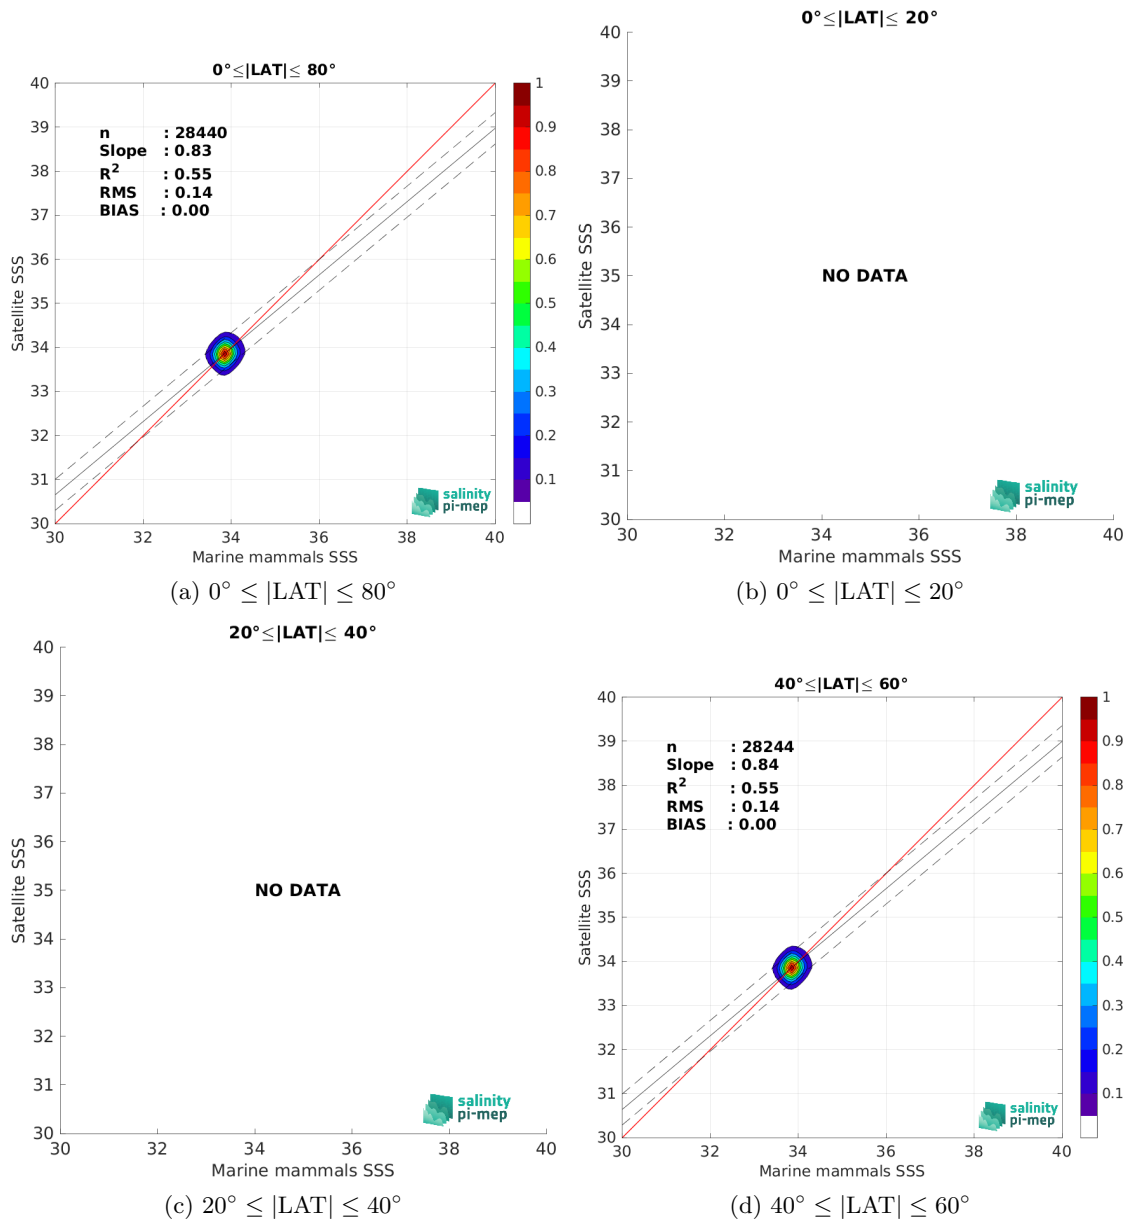 0°≤|LAT|≤ 80°
40
39
38
37
36
35
34
33
32
31
30
30
32
34
36
38
40
Satellite SSS
Marine mammals SSS
n : 28440
Slope : 0.83
R² : 0.55
RMS : 0.14
BIAS : 0.00
salinity
pi-mep
1
0.9
0.8
0.7
0.6
0.5
0.4
0.3
0.2
0.1
(a) 0° ≤ |LAT| ≤ 80°
0°≤|LAT|≤ 20°
40
39
38
37
36
35
34
33
32
31
30
30
32
34
36
38
40
Satellite SSS
Marine mammals SSS
NO DATA
salinity
pi-mep
(b) 0° ≤ |LAT| ≤ 20°
20°≤|LAT|≤ 40°
40
39
38
37
36
35
34
33
32
31
30
30
32
34
36
38
40
Satellite SSS
Marine mammals SSS
NO DATA
salinity
pi-mep
(c) 20° ≤ |LAT| ≤ 40°
40°≤|LAT|≤ 60°
40
39
38
37
36
35
34
33
32
31
30
30
32
34
36
38
40
Satellite SSS
Marine mammals SSS
n : 28244
Slope : 0.84
R² : 0.55
RMS : 0.14
BIAS : 0.00
salinity
pi-mep
1
0.9
0.8
0.7
0.6
0.5
0.4
0.3
0.2
0.1
(d) 40° ≤ |LAT| ≤ 60°